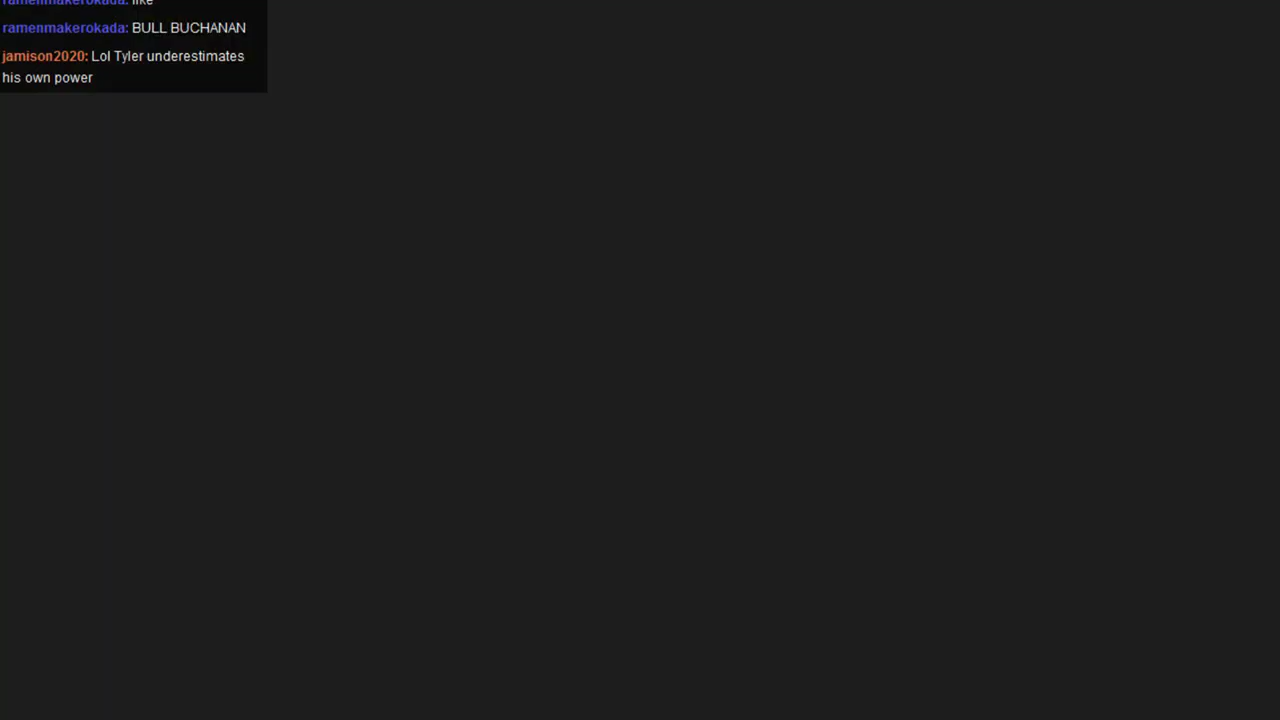 ramenmakerokada: like
ramenmakerokada: BULL BUCHANAN
jamison2020: Lol Tyler underestimates
his own power